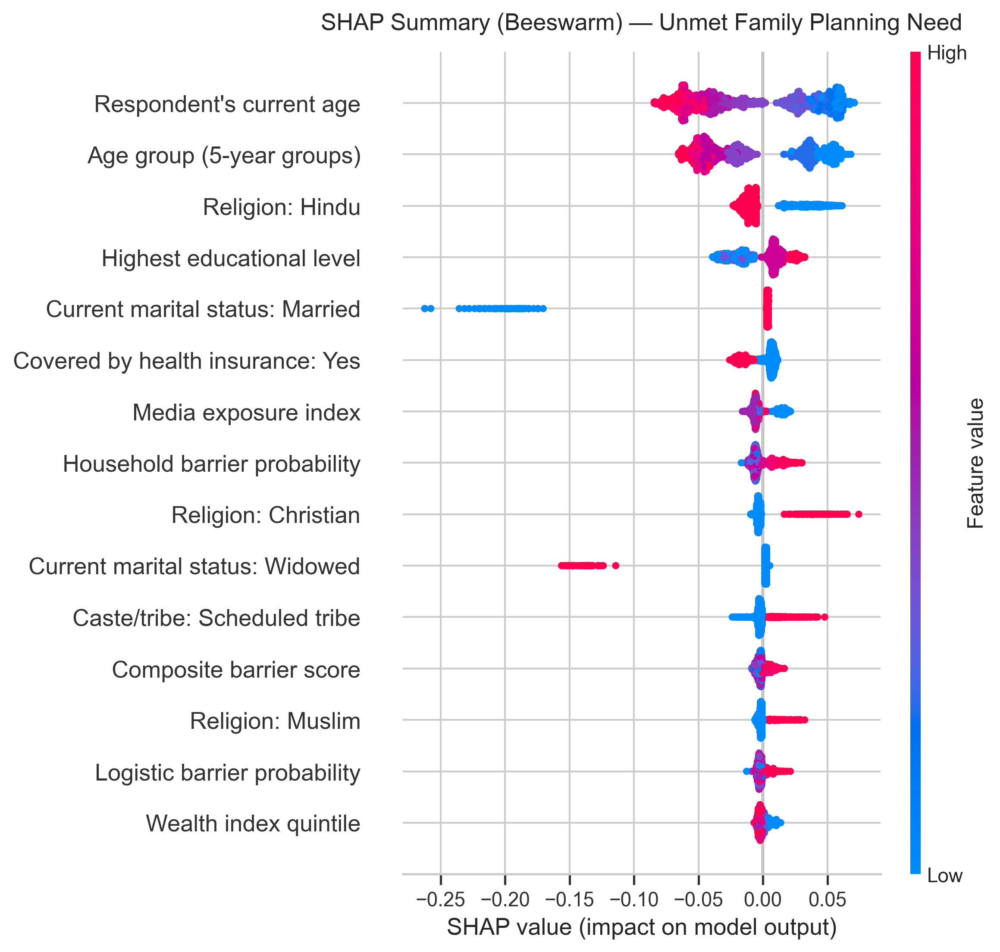 SHAP Summary (Beeswarm) — Unmet Family Planning Need
High
Respondent's current age
Age group (5-year groups)
Religion: Hindu
Highest educational level
Current marital status: Married
Covered by health insurance: Yes
Media exposure index
Household barrier probability
Religion: Christian
Current marital status: Widowed
Caste/tribe: Scheduled tribe
Composite barrier score
Religion: Muslim
Logistic barrier probability
Wealth index quintile
Feature value
Low
−0.25 −0.20 −0.15 −0.10 −0.05 0.00 0.05
SHAP value (impact on model output)